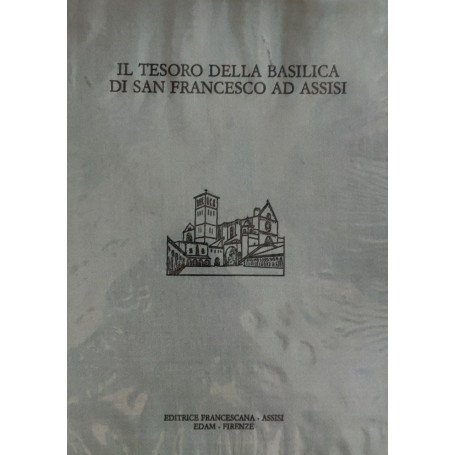 IL TESORO DELLA BASILICA
DI SAN FRANCESCO AD ASSISI
EDITRICE FRANCESCANA - ASSISI
EDAM - FIRENZE